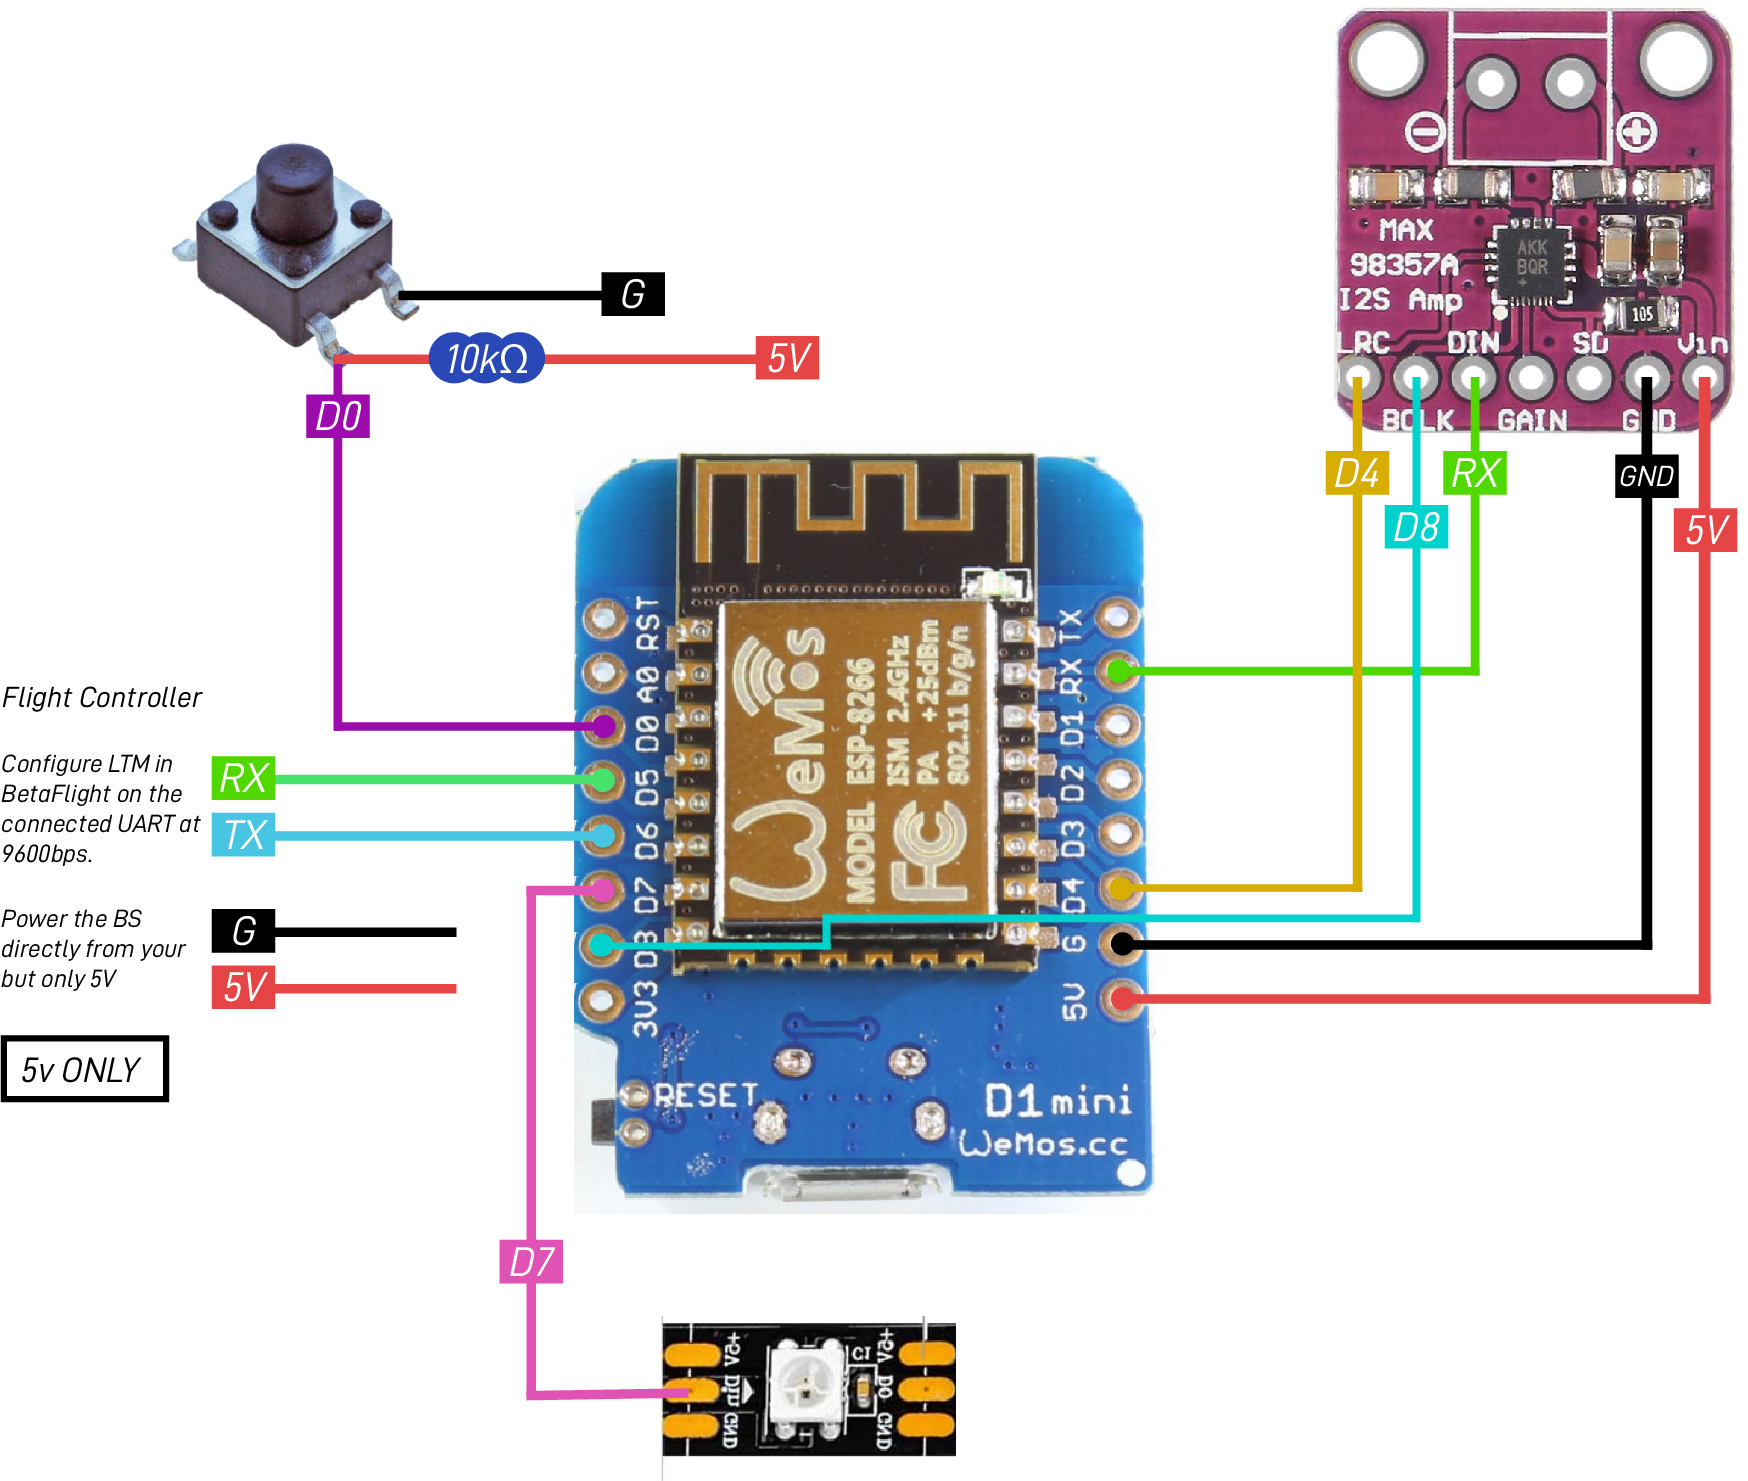 MAX
98357A
I2S Amp
AKK
BQR
105
LRC
DIN
SD
Vin
BCLK
GAIN
GND
G
10kΩ
5V
D0
D4
RX
GND
D8
5V
RST
A0
D0
D5
D6
D7
D8
3V3
TX
RX
D1
D2
D3
D4
G
5V
WeMos
MODEL ESP-8266
ISM 2.4GHz
PA +25dBm
802.11 b/g/n
FC
Flight Controller
Configure LTM in
BetaFlight on the
connected UART at
9600bps.
RX
TX
Power the BS
directly from your
but only 5V
G
5V
5v ONLY
RESET
D1 mini
WeMos.cc
D7
+5V
Din
GND
C1
+5V
DO
GND